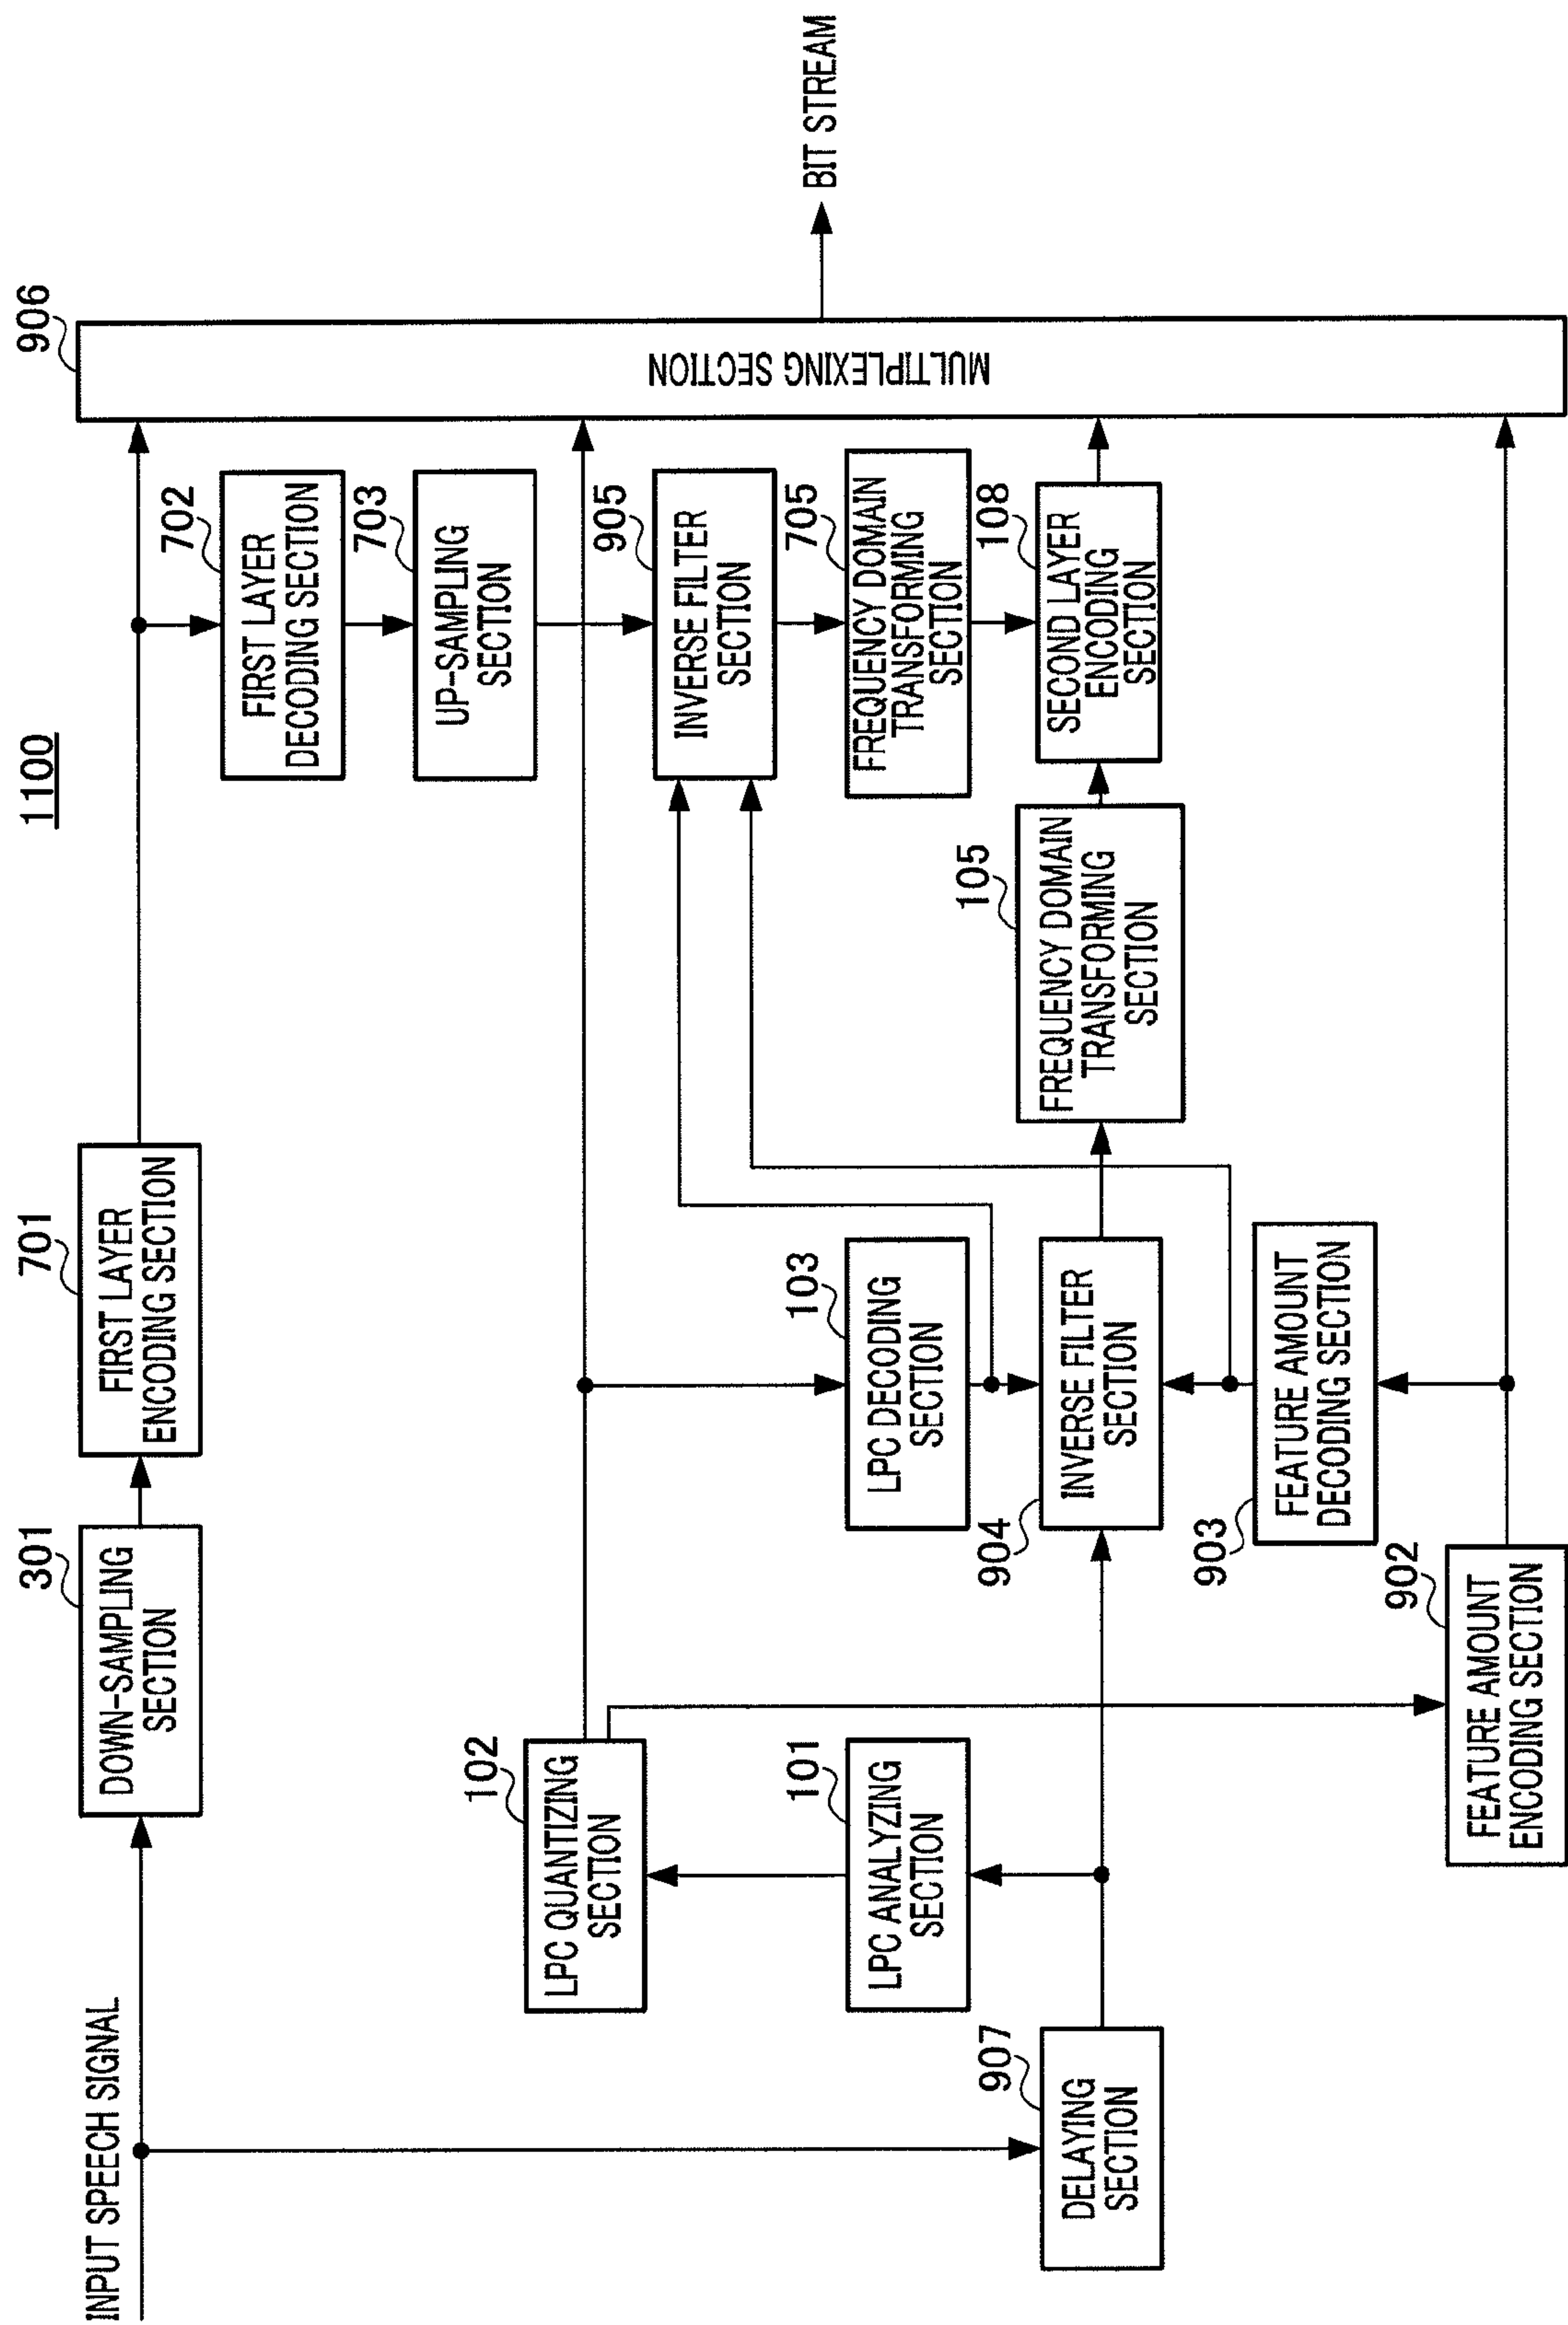 1100
INPUT SPEECH SIGNAL
301
DOWN-SAMPLING
SECTION
701
FIRST LAYER
ENCODING SECTION
702
FIRST LAYER
DECODING SECTION
703
UP-SAMPLING
SECTION
102
LPC QUANTIZING
SECTION
101
LPC ANALYZING
SECTION
907
DELAYING
SECTION
103
LPC DECODING
SECTION
904
INVERSE FILTER
SECTION
903
FEATURE AMOUNT
DECODING SECTION
902
FEATURE AMOUNT
ENCODING SECTION
905
INVERSE FILTER
SECTION
705
FREQUENCY DOMAIN
TRANSFORMING
SECTION
105
FREQUENCY DOMAIN
TRANSFORMING
SECTION
108
SECOND LAYER
ENCODING
SECTION
906
MULTIPLEXING SECTION
BIT STREAM